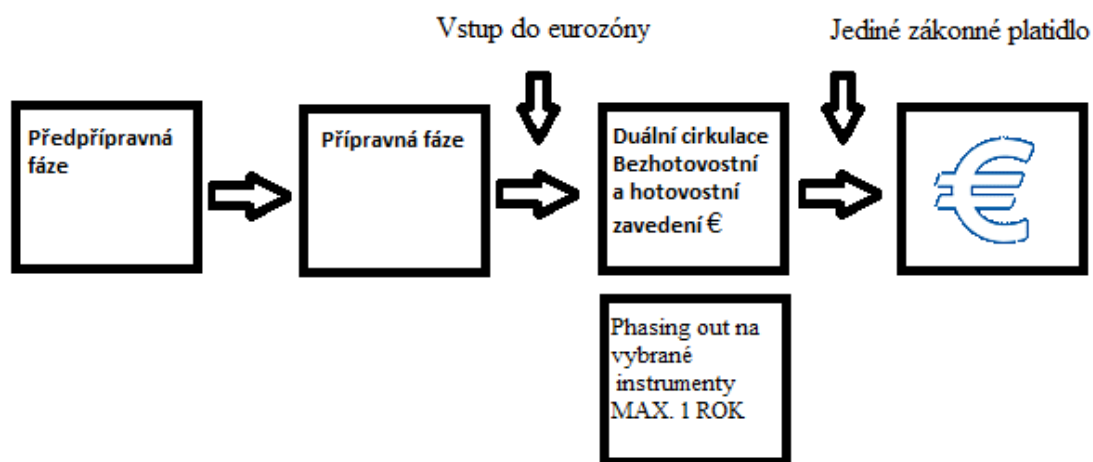 Vstup do eurozóny
Jediné zákonné platidlo
Předpřípravná
fáze
Přípravná fáze
Duální cirkulace
Bezhotovostní
a hotovostní
zavedení €
€
Phasing out na
vybrané
instrumenty
MAX. 1 ROK